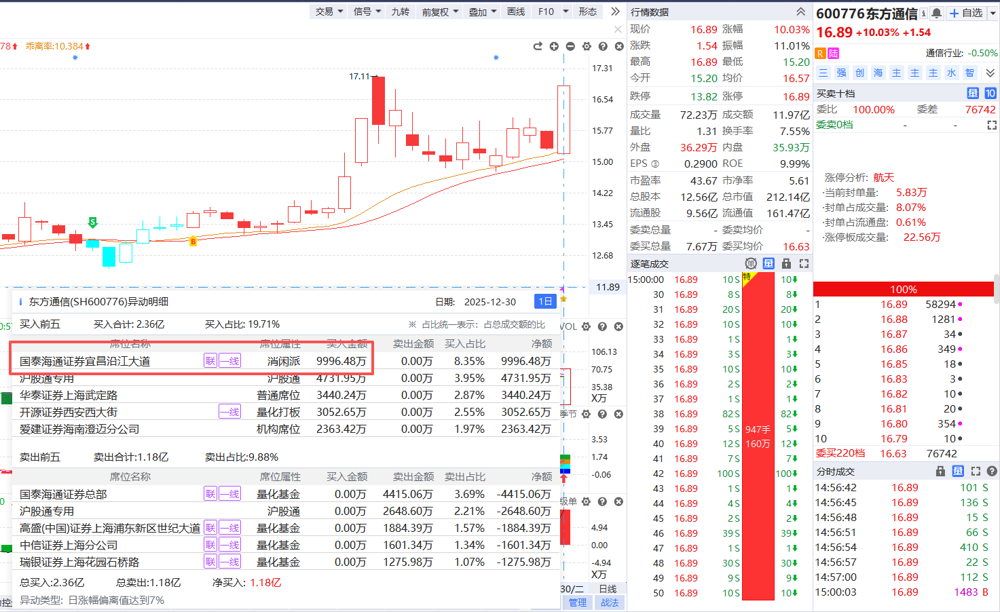 交易 信号 九转 前复权 叠加 画线 F10 形态
78 乖离率:10.384
17.11
17.31
16.54
15.77
15.00
14.22
13.45
12.68
11.89
S
B
东方通信(SH600776)异动明细 日期: 2025-12-30 1日
买入前五 买入合计: 2.36亿 买入占比: 19.71% ※ 占比统一表示: 占总成交额的比
席位名称 席位属性 买入金额 卖出金额 买入占比 净额
国泰海通证券宜昌沿江大道 联 一线 消闲派 9996.48万 0.00万 8.35% 9996.48万
沪股通专用 沪股通 4731.95万 0.00万 3.95% 4731.95万
华泰证券上海武定路 普通席位 3440.24万 0.00万 2.87% 3440.24万
开源证券西安西大街 一线 量化打板 3052.65万 0.00万 2.55% 3052.65万
爱建证券海南澄迈分公司 机构席位 2363.42万 0.00万 1.97% 2363.42万
卖出前五 卖出合计:1.18亿 卖出占比:9.88%
席位名称 席位属性 买入金额 卖出金额 卖出占比 净额
国泰海通证券总部 联 一线 量化基金 0.00万 4415.06万 3.69% -4415.06万
沪股通专用 沪股通 0.00万 2648.60万 2.21% -2648.60万
高盛(中国)证券上海浦东新区世纪大道 联 一线 量化基金 0.00万 1884.39万 1.57% -1884.39万
中信证券上海分公司 联 一线 量化基金 0.00万 1601.34万 1.34% -1601.34万
瑞银证券上海花园石桥路 联 一线 量化基金 0.00万 1275.98万 1.07% -1275.98万
总买入:2.36亿 总卖出:1.18亿 净买入: 1.18亿
异动类型: 日涨幅偏离值达到7%
VOL
106.13
70.75
35.38
X万
季节
3.53
1.74
-0.06
级单
4.94
0.00
-4.94
X万
30/二 日线
管理 战法
行情数据
现价 16.89 涨幅 10.03%
涨跌 1.54 振幅 11.01%
最高 16.89 最低 15.20
今开 15.20 均价 16.57
跌停 13.82 涨停 16.89
成交量 72.23万 成交额 11.97亿
量比 1.31 换手率 7.55%
外盘 36.29万 内盘 35.93万
EPS ③ 0.2900 ROE 9.99%
市盈率 43.67 市净率 5.61
总股本 12.56亿 总市值 212.14亿
流通股 9.56亿 流通值 161.47亿
委卖总量 - 委卖均价 -
委买总量 7.67万 委买均价 16.63
逐笔成交 量
15:00:00 16.89 10 S 特 10
30 16.89 8 S 8
31 16.89 20 S 20
32 16.89 10 S 10
33 16.89 1 S 1
34 16.89 3 S 3
35 16.89 10 S 10
36 16.89 2 S 2
37 16.89 1 S 1
38 16.89 82 S 82
39 16.89 5 S 947手 5
40 16.89 12 S 160万 12
41 16.89 7 S 7
42 16.89 100 S 100
43 16.89 1 S 1
44 16.89 4 S 4
45 16.89 2 S 2
46 16.89 39 S 39
47 16.89 1 S 1
48 16.89 30 S 30
49 16.89 9 S 9
50 16.89 10 S 10
600776东方通信 自选
16.89 +10.03% +1.54
R 陆 通信行业: -0.50%
三 强 创 海 主 主 主 水 智
买卖十档 量 10
委比 100.00% 委差 76742
委卖0档 - -
涨停分析: 航天
·当前封单量: 5.83万
·封单占成交量: 8.07%
·封单占流通盘: 0.61%
·涨停板成交量: 22.56万
100%
1 16.89 58294
2 16.88 1281
3 16.87 34
4 16.86 349
5 16.85 18
6 16.83 3
7 16.82 10
8 16.81 20
9 16.80 354
10 16.79 10
委买220档 16.63 76742
分时成交 量
14:56:42 16.89 101 S
14:56:45 16.89 136 S
14:56:48 16.89 15 S
14:56:51 16.89 66 S
14:56:54 16.89 410 S
14:56:57 16.89 22 S
14:57:00 16.89 112 S
15:00:03 16.89 1483 B